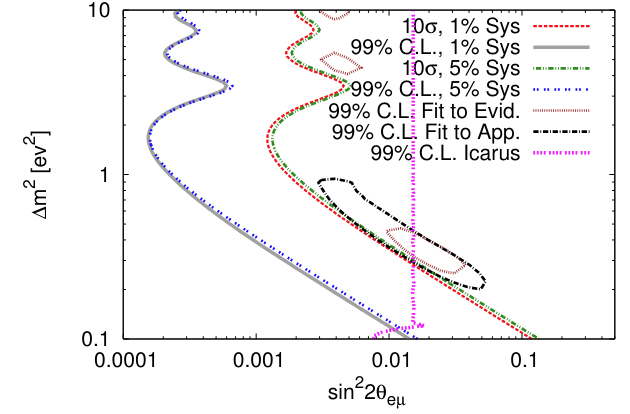 10
10σ, 1% Sys
99% C.L., 1% Sys
10σ, 5% Sys
99% C.L., 5% Sys
99% C.L. Fit to Evid.
99% C.L. Fit to App.
99% C.L. Icarus
Δm² [ev²]
1
0.1
0.0001 0.001 0.01 0.1
sin²2θeμ